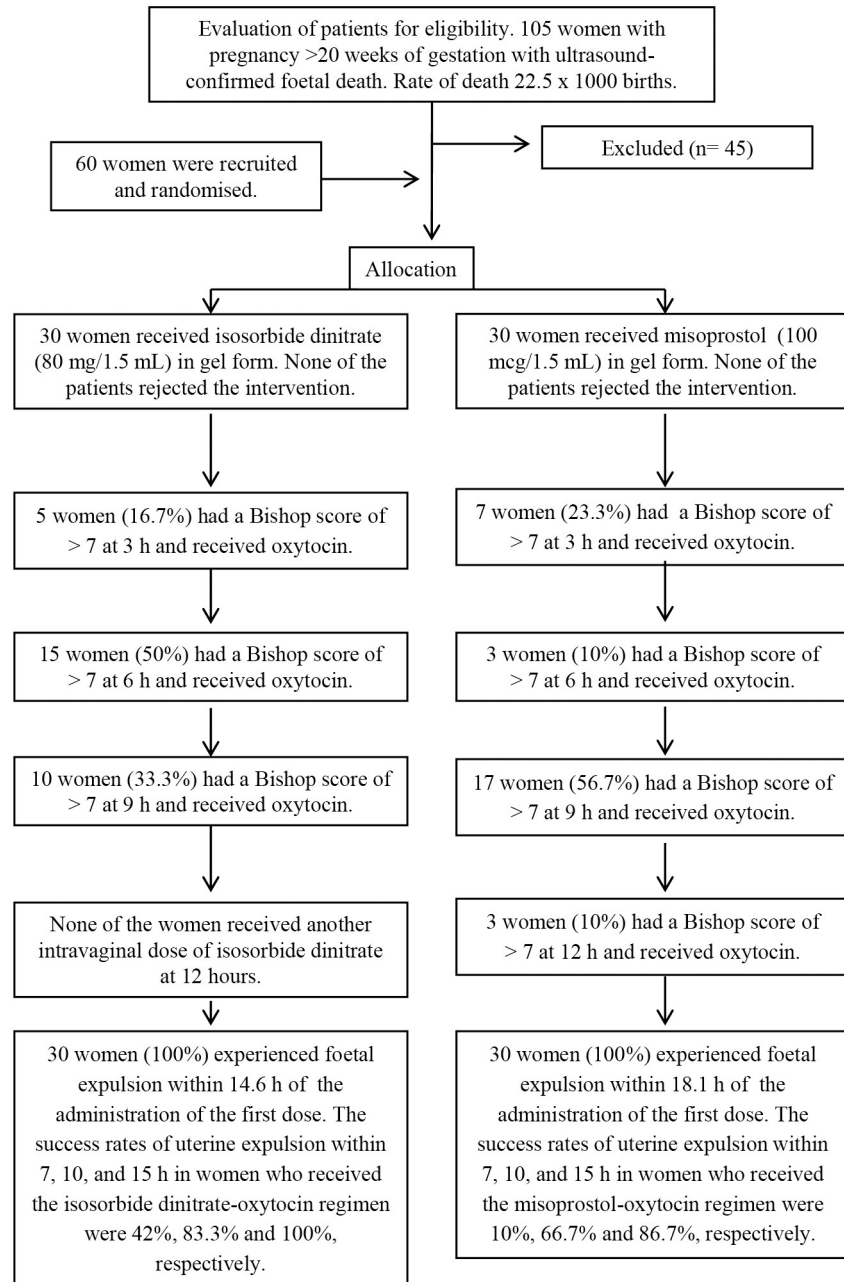 Evaluation of patients for eligibility. 105 women with
pregnancy >20 weeks of gestation with ultrasound-
confirmed foetal death. Rate of death 22.5 x 1000 births.
Excluded (n= 45)
60 women were recruited
and randomised.
Allocation
30 women received isosorbide dinitrate
(80 mg/1.5 mL) in gel form. None of the
patients rejected the intervention.
30 women received misoprostol (100
mcg/1.5 mL) in gel form. None of the
patients rejected the intervention.
5 women (16.7%) had a Bishop score of
> 7 at 3 h and received oxytocin.
7 women (23.3%) had a Bishop score of
> 7 at 3 h and received oxytocin.
15 women (50%) had a Bishop score of
> 7 at 6 h and received oxytocin.
3 women (10%) had a Bishop score of
> 7 at 6 h and received oxytocin.
10 women (33.3%) had a Bishop score of
> 7 at 9 h and received oxytocin.
17 women (56.7%) had a Bishop score of
> 7 at 9 h and received oxytocin.
None of the women received another
intravaginal dose of isosorbide dinitrate
at 12 hours.
3 women (10%) had a Bishop score of
> 7 at 12 h and received oxytocin.
30 women (100%) experienced foetal
expulsion within 14.6 h of the
administration of the first dose. The
success rates of uterine expulsion within
7, 10, and 15 h in women who received
the isosorbide dinitrate-oxytocin regimen
were 42%, 83.3% and 100%,
respectively.
30 women (100%) experienced foetal
expulsion within 18.1 h of the
administration of the first dose. The
success rates of uterine expulsion within
7, 10, and 15 h in women who received
the misoprostol-oxytocin regimen were
10%, 66.7% and 86.7%, respectively.